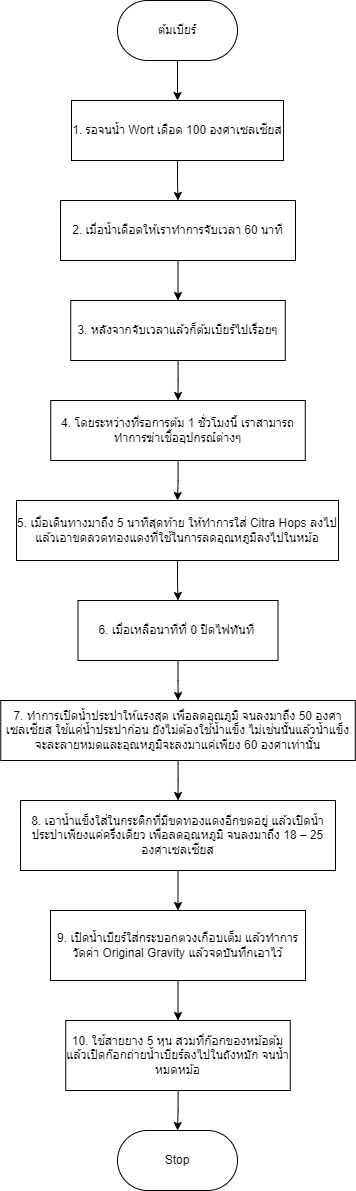 ต้มเบียร์
1. รอจนน้ำ Wort เดือด 100 องศาเซลเซียส
2. เมื่อน้ำเดือดให้เราทำการจับเวลา 60 นาที
3. หลังจากจับเวลาแล้วก็ต้มเบียร์ไปเรื่อยๆ
4. โดยระหว่างที่รอการต้ม 1 ชั่วโมงนี้ เราสามารถ
ทำการฆ่าเชื้ออุปกรณ์ต่างๆ
5. เมื่อเดินทางมาถึง 5 นาทีสุดท้าย ให้ทำการใส่ Citra Hops ลงไป
แล้วเอาขดลวดทองแดงที่ใช้ในการลดอุณหภูมิลงไปในหม้อ
6. เมื่อเหลือนาทีที่ 0 ปิดไฟทันที
7. ทำการเปิดน้ำประปาให้แรงสุด เพื่อลดอุณภูมิ จนลงมาถึง 50 องศา
เซลเซียส ใช้แค่น้ำประปาก่อน ยังไม่ต้องใช้น้ำแข็ง ไม่เช่นนั้นแล้วน้ำแข็ง
จะละลายหมดและอุณหภูมิจะลงมาแค่เพียง 60 องศาเท่านั้น
8. เอาน้ำแข็งใส่ในกระติกที่มีขดทองแดงอีกขดอยู่ แล้วเปิดน้ำ
ประปาเพียงแค่ครึ่งเดียว เพื่อลดอุณหภูมิ จนลงมาถึง 18 – 25
องศาเซลเซียส
9. เปิดน้ำเบียร์ใส่กระบอกตวงเกือบเต็ม แล้วทำการ
วัดค่า Original Gravity แล้วจดบันทึกเอาไว้
10. ใช้สายยาง 5 หุน สวมที่ก๊อกของหม้อต้ม
แล้วเปิดก๊อกถ่ายน้ำเบียร์ลงไปในถังหมัก จนน้ำ
หมดหม้อ
Stop